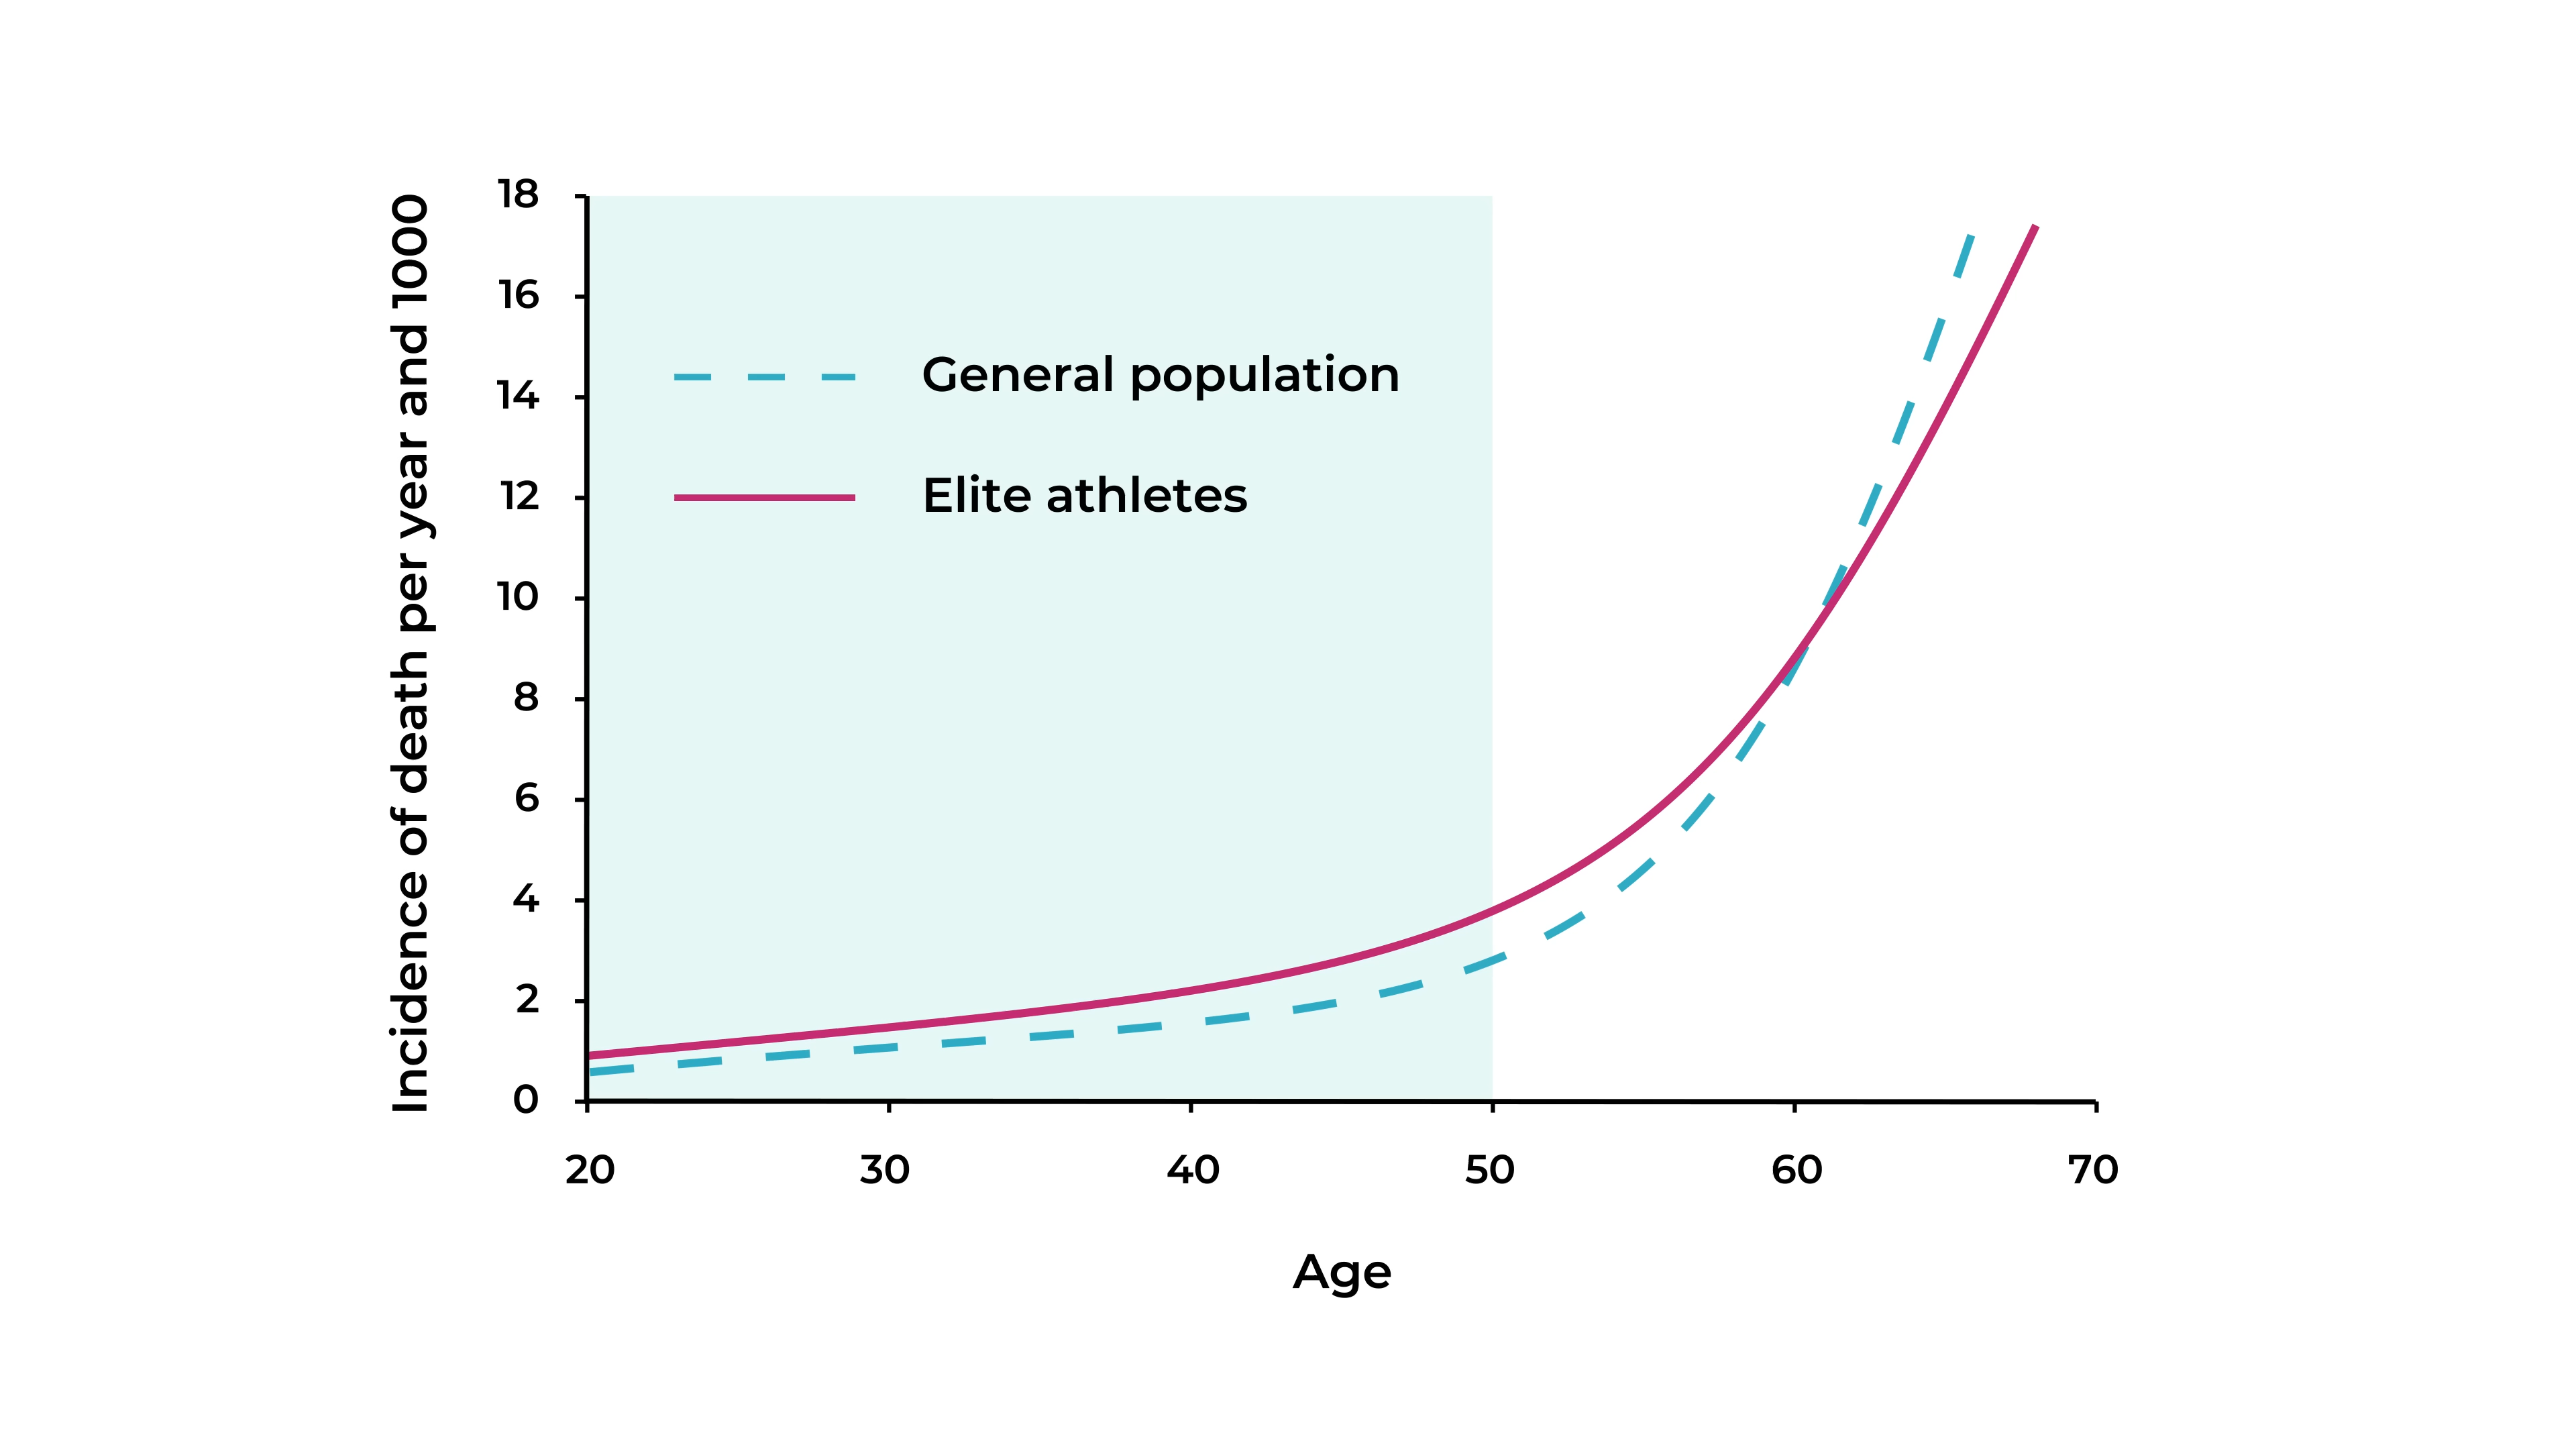 Incidence of death per year and 1000
18
16
14
12
10
8
6
4
2
0
General population
Elite athletes
20 30 40 50 60 70
Age